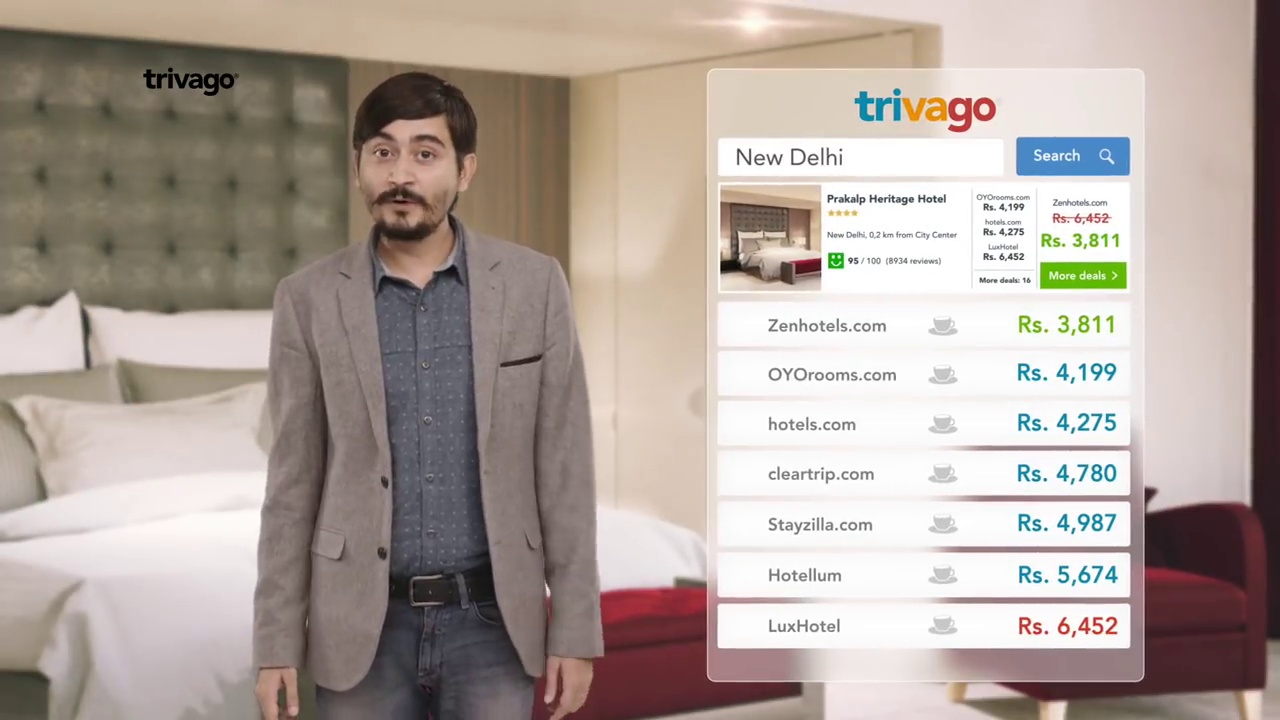 trivago
trivago
New Delhi
Search
Prakalp Heritage Hotel
New Delhi, 0,2 km from City Center
95 / 100 (8934 reviews)
OYOrooms.com
Rs. 4,199
hotels.com
Rs. 4,275
LuxHotel
Rs. 6,452
More deals: 16
Zenhotels.com
Rs. 6,452
Rs. 3,811
More deals >
Zenhotels.com Rs. 3,811
OYOrooms.com Rs. 4,199
hotels.com Rs. 4,275
cleartrip.com Rs. 4,780
Stayzilla.com Rs. 4,987
Hotellum Rs. 5,674
LuxHotel Rs. 6,452